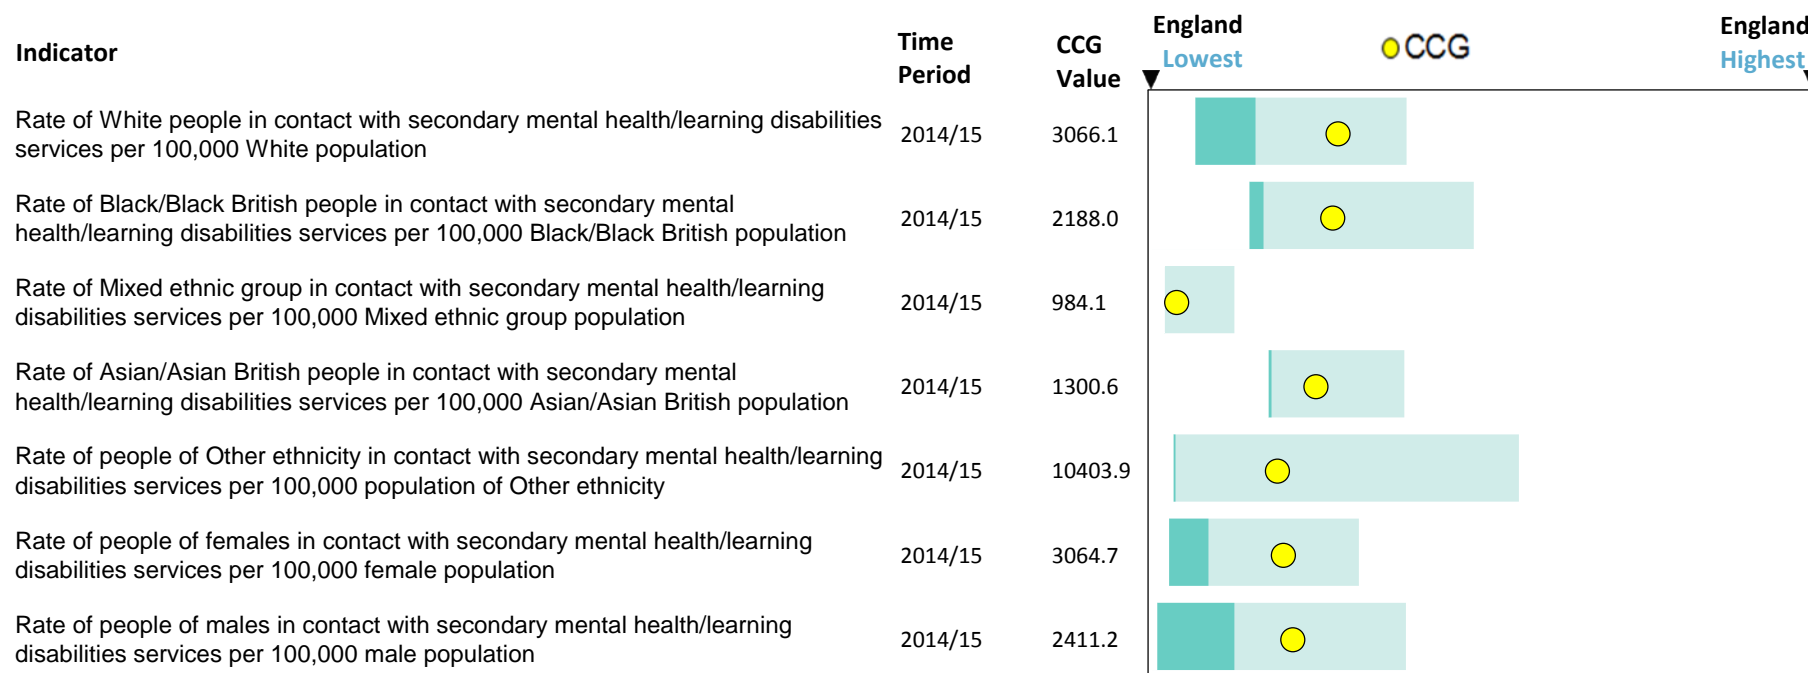 Indicator
Time
Period
CCG
Value
England
Lowest
CCG
England
Highest
Rate of White people in contact with secondary mental health/learning disabilities
services per 100,000 White population
2014/15
3066.1
Rate of Black/Black British people in contact with secondary mental
health/learning disabilities services per 100,000 Black/Black British population
2014/15
2188.0
Rate of Mixed ethnic group in contact with secondary mental health/learning
disabilities services per 100,000 Mixed ethnic group population
2014/15
984.1
Rate of Asian/Asian British people in contact with secondary mental
health/learning disabilities services per 100,000 Asian/Asian British population
2014/15
1300.6
Rate of people of Other ethnicity in contact with secondary mental health/learning
disabilities services per 100,000 population of Other ethnicity
2014/15
10403.9
Rate of people of females in contact with secondary mental health/learning
disabilities services per 100,000 female population
2014/15
3064.7
Rate of people of males in contact with secondary mental health/learning
disabilities services per 100,000 male population
2014/15
2411.2